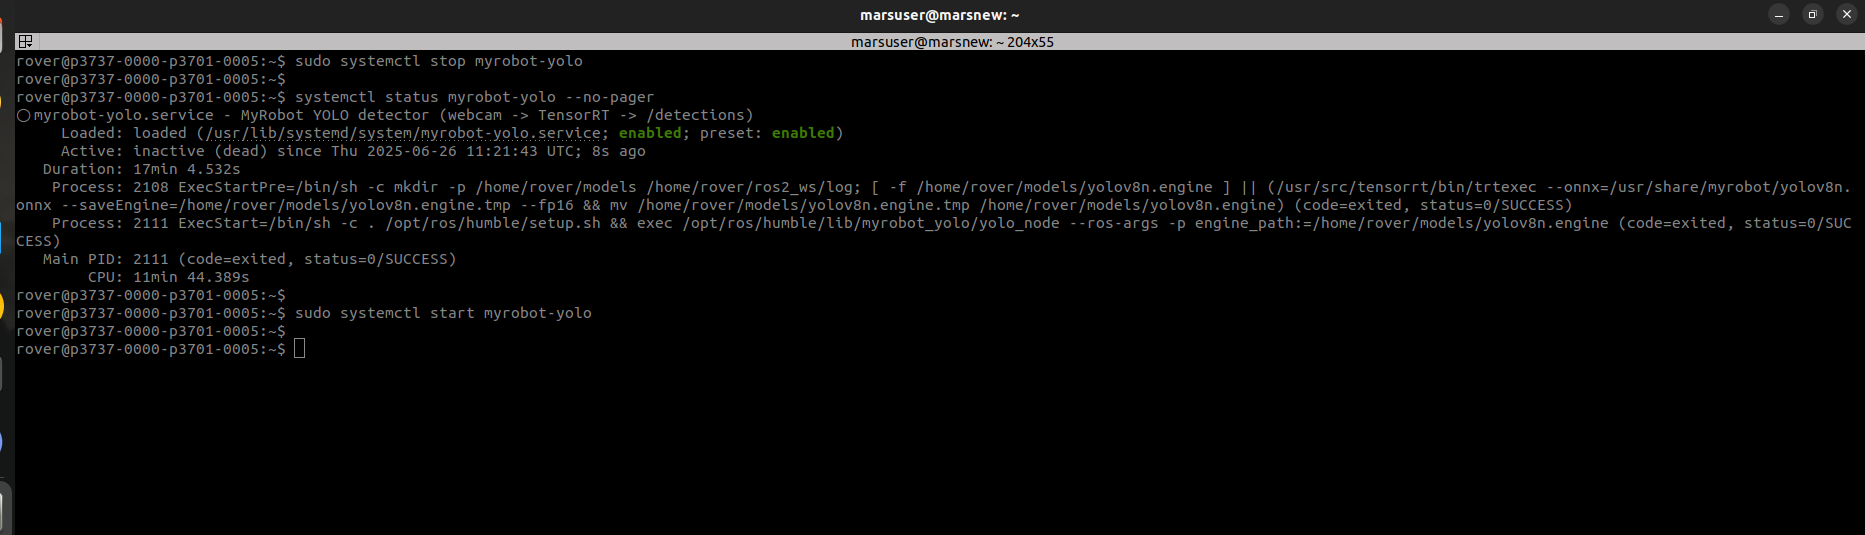 marsuser@marsnew: ~
marsuser@marsnew: ~ 204x55
rover@p3737-0000-p3701-0005:~$ sudo systemctl stop myrobot-yolo
rover@p3737-0000-p3701-0005:~$
rover@p3737-0000-p3701-0005:~$ systemctl status myrobot-yolo --no-pager
○ myrobot-yolo.service - MyRobot YOLO detector (webcam -> TensorRT -> /detections)
     Loaded: loaded (/usr/lib/systemd/system/myrobot-yolo.service; enabled; preset: enabled)
     Active: inactive (dead) since Thu 2025-06-26 11:21:43 UTC; 8s ago
   Duration: 17min 4.532s
    Process: 2108 ExecStartPre=/bin/sh -c mkdir -p /home/rover/models /home/rover/ros2_ws/log; [ -f /home/rover/models/yolov8n.engine ] || (/usr/src/tensorrt/bin/trtexec --onnx=/usr/share/myrobot/yolov8n.
onnx --saveEngine=/home/rover/models/yolov8n.engine.tmp --fp16 && mv /home/rover/models/yolov8n.engine.tmp /home/rover/models/yolov8n.engine) (code=exited, status=0/SUCCESS)
    Process: 2111 ExecStart=/bin/sh -c . /opt/ros/humble/setup.sh && exec /opt/ros/humble/lib/myrobot_yolo/yolo_node --ros-args -p engine_path:=/home/rover/models/yolov8n.engine (code=exited, status=0/SUC
CESS)
   Main PID: 2111 (code=exited, status=0/SUCCESS)
        CPU: 11min 44.389s
rover@p3737-0000-p3701-0005:~$
rover@p3737-0000-p3701-0005:~$ sudo systemctl start myrobot-yolo
rover@p3737-0000-p3701-0005:~$
rover@p3737-0000-p3701-0005:~$